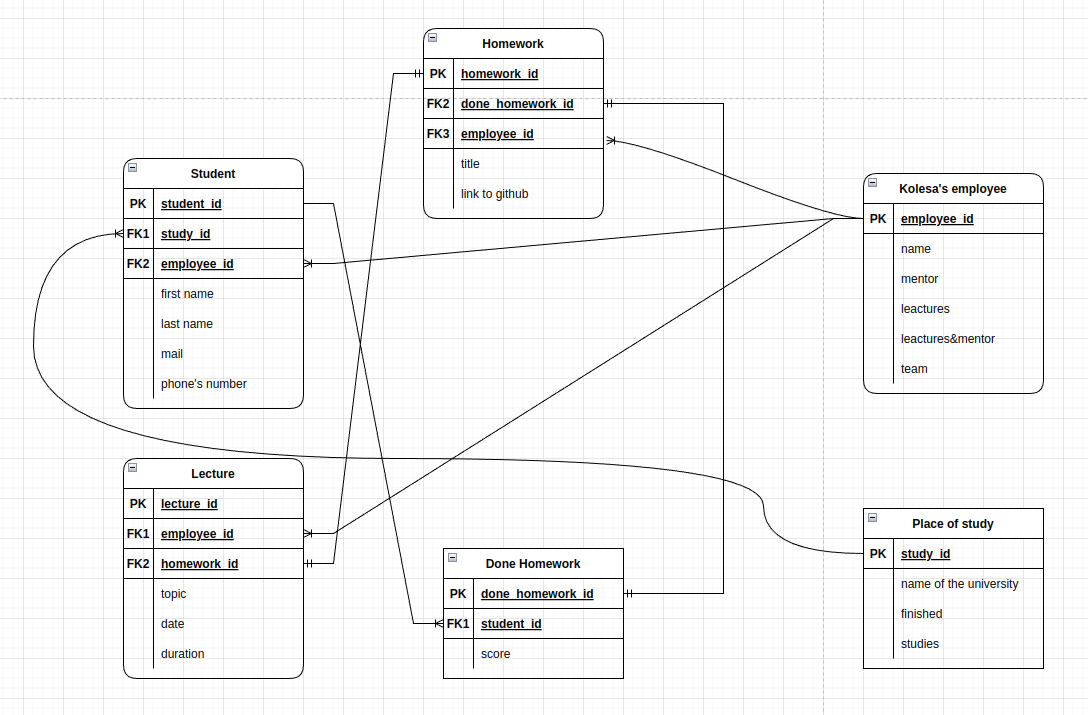 Homework
PK homework_id
FK2 done_homework_id
FK3 employee_id
title
link to github
Student
PK student_id
FK1 study_id
FK2 employee_id
first name
last name
mail
phone's number
Kolesa's employee
PK employee_id
name
mentor
leactures
leactures&mentor
team
Lecture
PK lecture_id
FK1 employee_id
FK2 homework_id
topic
date
duration
Done Homework
PK done_homework_id
FK1 student_id
score
Place of study
PK study_id
name of the university
finished
studies